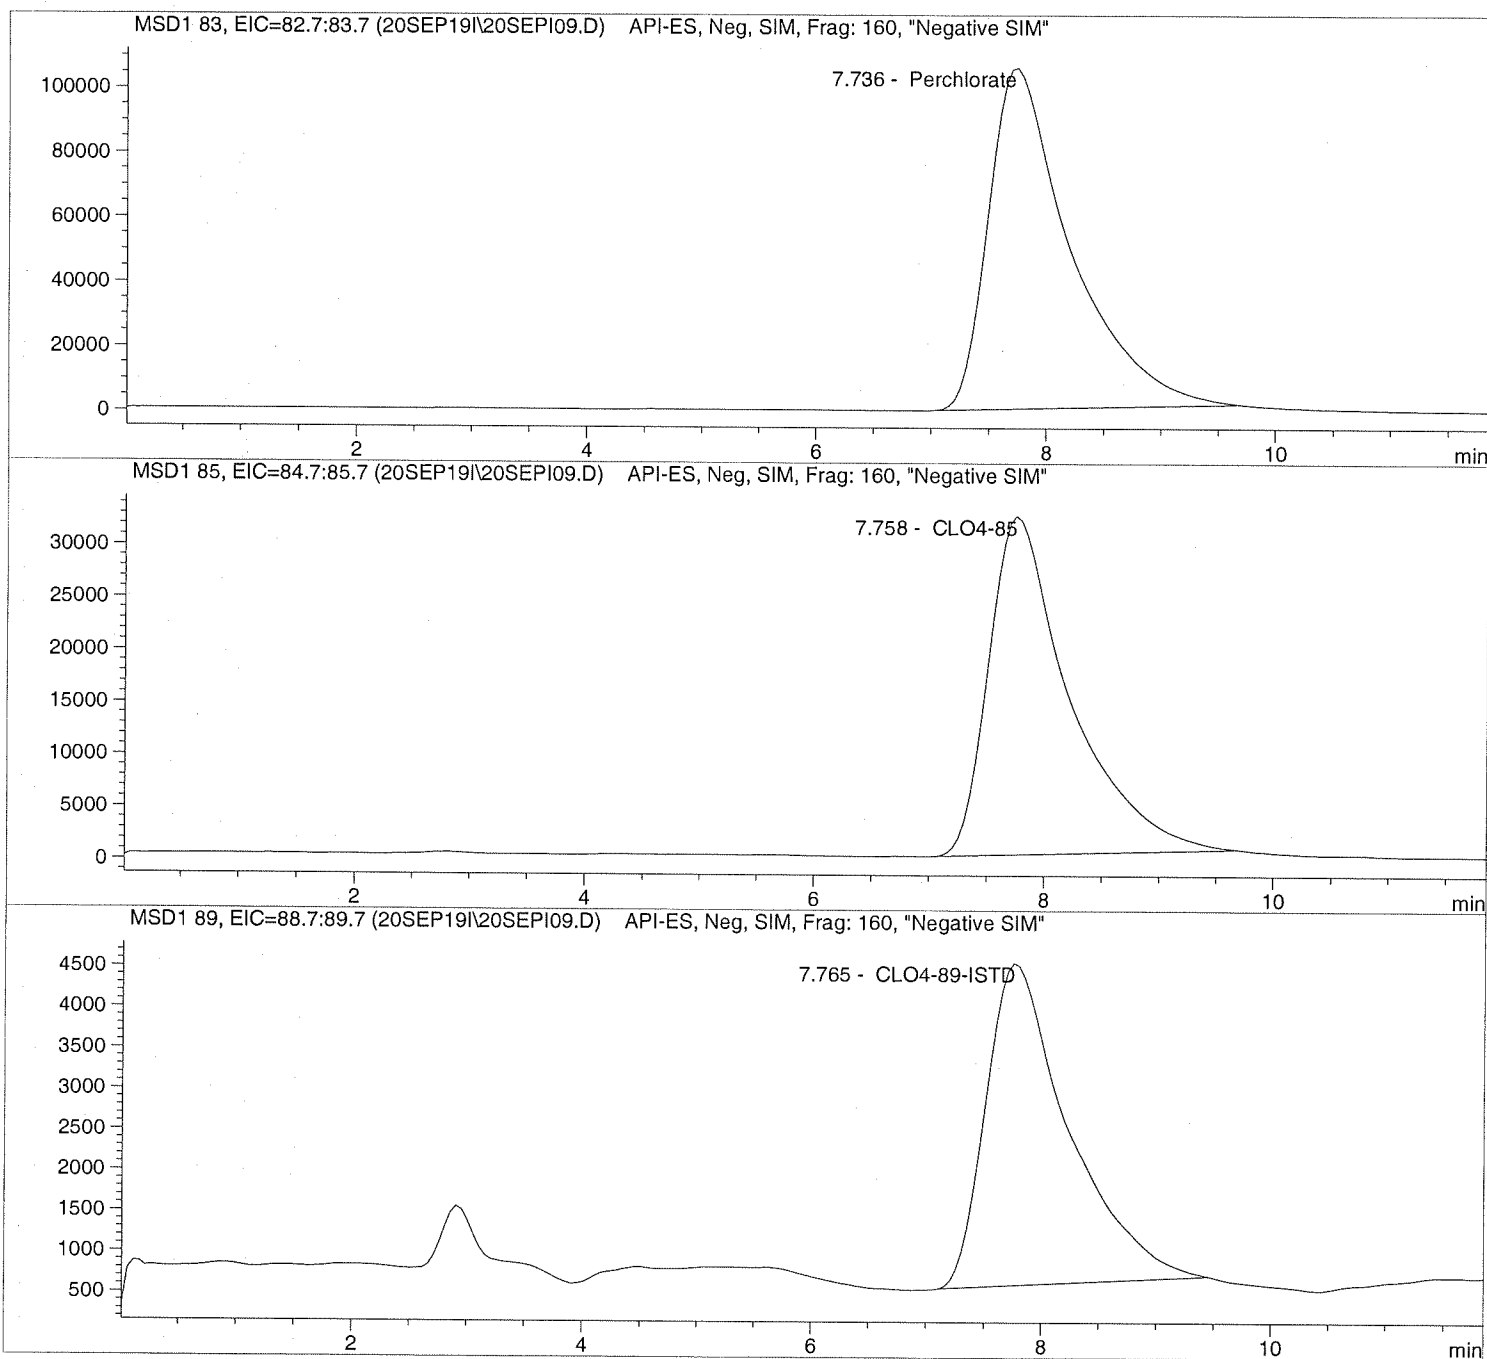 MSD1 83, EIC=82.7:83.7 (20SEP19I\20SEPI09.D) API-ES, Neg, SIM, Frag: 160, "Negative SIM"
7.736 - Perchlorate
100000
80000
60000
40000
20000
0
2 4 6 8 10 min
MSD1 85, EIC=84.7:85.7 (20SEP19I\20SEPI09.D) API-ES, Neg, SIM, Frag: 160, "Negative SIM"
7.758 - CLO4-85
30000
25000
20000
15000
10000
5000
0
2 4 6 8 10 min
MSD1 89, EIC=88.7:89.7 (20SEP19I\20SEPI09.D) API-ES, Neg, SIM, Frag: 160, "Negative SIM"
7.765 - CLO4-89-ISTD
4500
4000
3500
3000
2500
2000
1500
1000
500
2 4 6 8 10 min